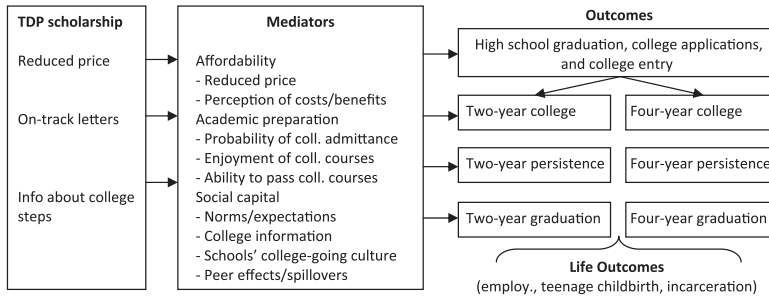 TDP scholarship
Reduced price
On-track letters
Info about college
steps
Mediators
Affordability
- Reduced price
- Perception of costs/benefits
Academic preparation
- Probability of coll. admittance
- Enjoyment of coll. courses
- Ability to pass coll. courses
Social capital
- Norms/expectations
- College information
- Schools' college-going culture
- Peer effects/spillovers
Outcomes
High school graduation, college applications,
and college entry
Two-year college
Four-year college
Two-year persistence
Four-year persistence
Two-year graduation
Four-year graduation
Life Outcomes
(employ., teenage childbirth, incarceration)